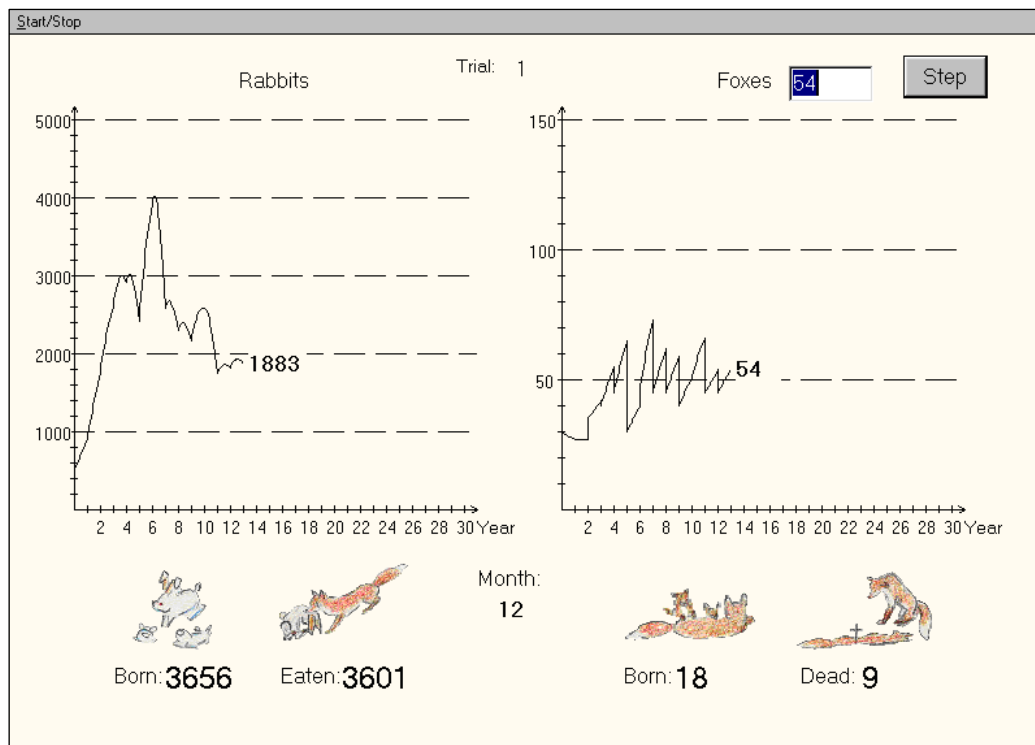 Start/Stop
Trial: 1
Rabbits
Foxes 54 Step
5000
4000
3000
2000
1000
1883
2 4 6 8 10 12 14 16 18 20 22 24 26 28 30 Year
150
100
50
54
2 4 6 8 10 12 14 16 18 20 22 24 26 28 30 Year
Month:
12
Born: 3656 Eaten: 3601
Born: 18 Dead: 9